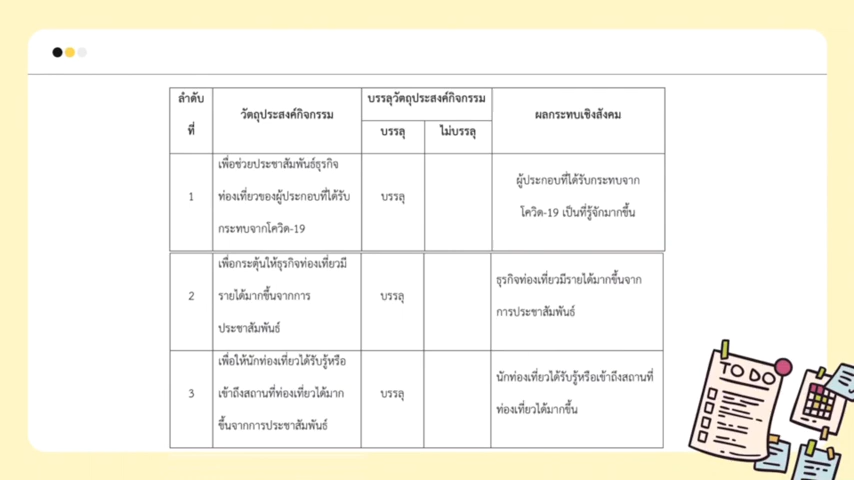 ลำดับ
ที่
วัตถุประสงค์กิจกรรม
บรรลุวัตถุประสงค์กิจกรรม
บรรลุ
ไม่บรรลุ
ผลกระทบเชิงสังคม
1
เพื่อช่วยประชาสัมพันธ์ธุรกิจ
ท่องเที่ยวของผู้ประกอบที่ได้รับ
กระทบจากโควิด-19
บรรลุ
ผู้ประกอบที่ได้รับกระทบจาก
โควิด-19 เป็นที่รู้จักมากขึ้น
2
เพื่อกระตุ้นให้ธุรกิจท่องเที่ยวมี
รายได้มากขึ้นจากการ
ประชาสัมพันธ์
บรรลุ
ธุรกิจท่องเที่ยวมีรายได้มากขึ้นจาก
การประชาสัมพันธ์
3
เพื่อให้นักท่องเที่ยวได้รับรู้หรือ
เข้าถึงสถานที่ท่องเที่ยวได้มาก
ขึ้นจากการประชาสัมพันธ์
บรรลุ
นักท่องเที่ยวได้รับรู้หรือเข้าถึงสถานที่
ท่องเที่ยวได้มากขึ้น
TO DO